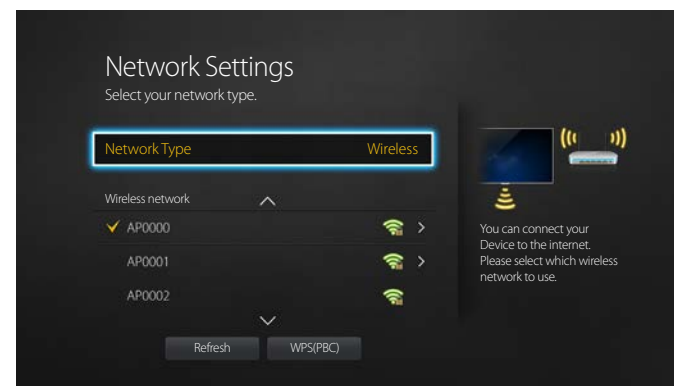 Network Settings
Select your network type.
Network Type Wireless
Wireless network
AP0000
AP0001
AP0002
Refresh WPS(PBC)
You can connect your
Device to the internet.
Please select which wireless
network to use.